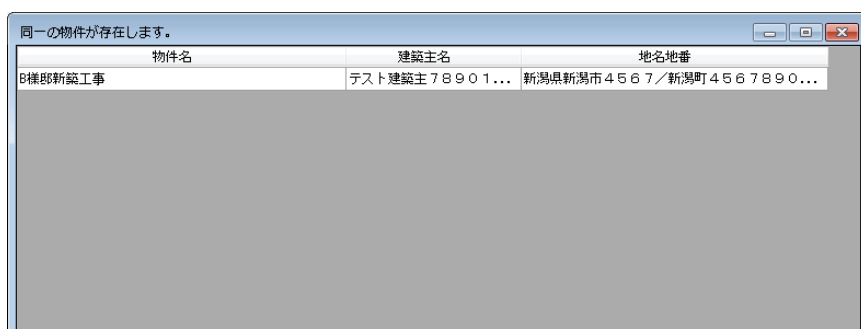 同一の物件が存在します。
物件名 建築主名 地名地番
B様邸新築工事 テスト建築主７８９０１... 新潟県新潟市４５６７／新潟町４５６７８９０...